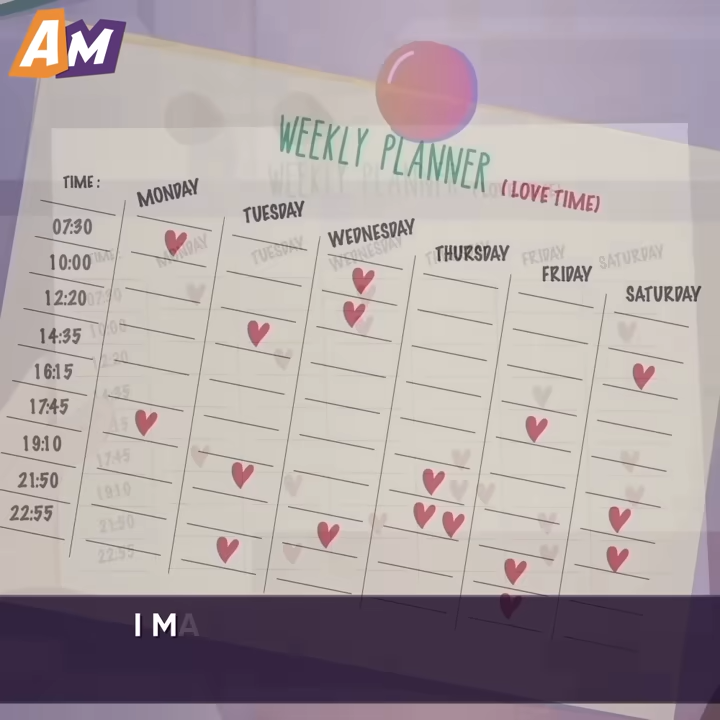 AM
WEEKLY PLANNER (LOVE TIME)
TIME: MONDAY TUESDAY WEDNESDAY THURSDAY FRIDAY SATURDAY
07:30
10:00
12:20
14:35
16:15
17:45
19:10
21:50
22:55
I MA